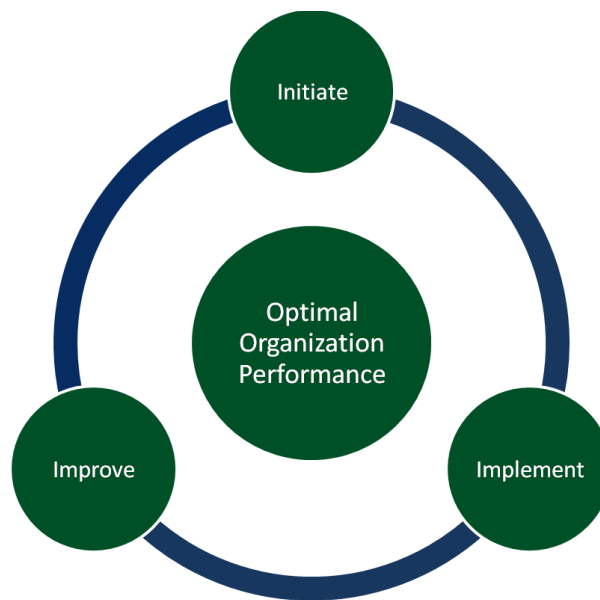 Initiate
Optimal
Organization
Performance
Improve
Implement